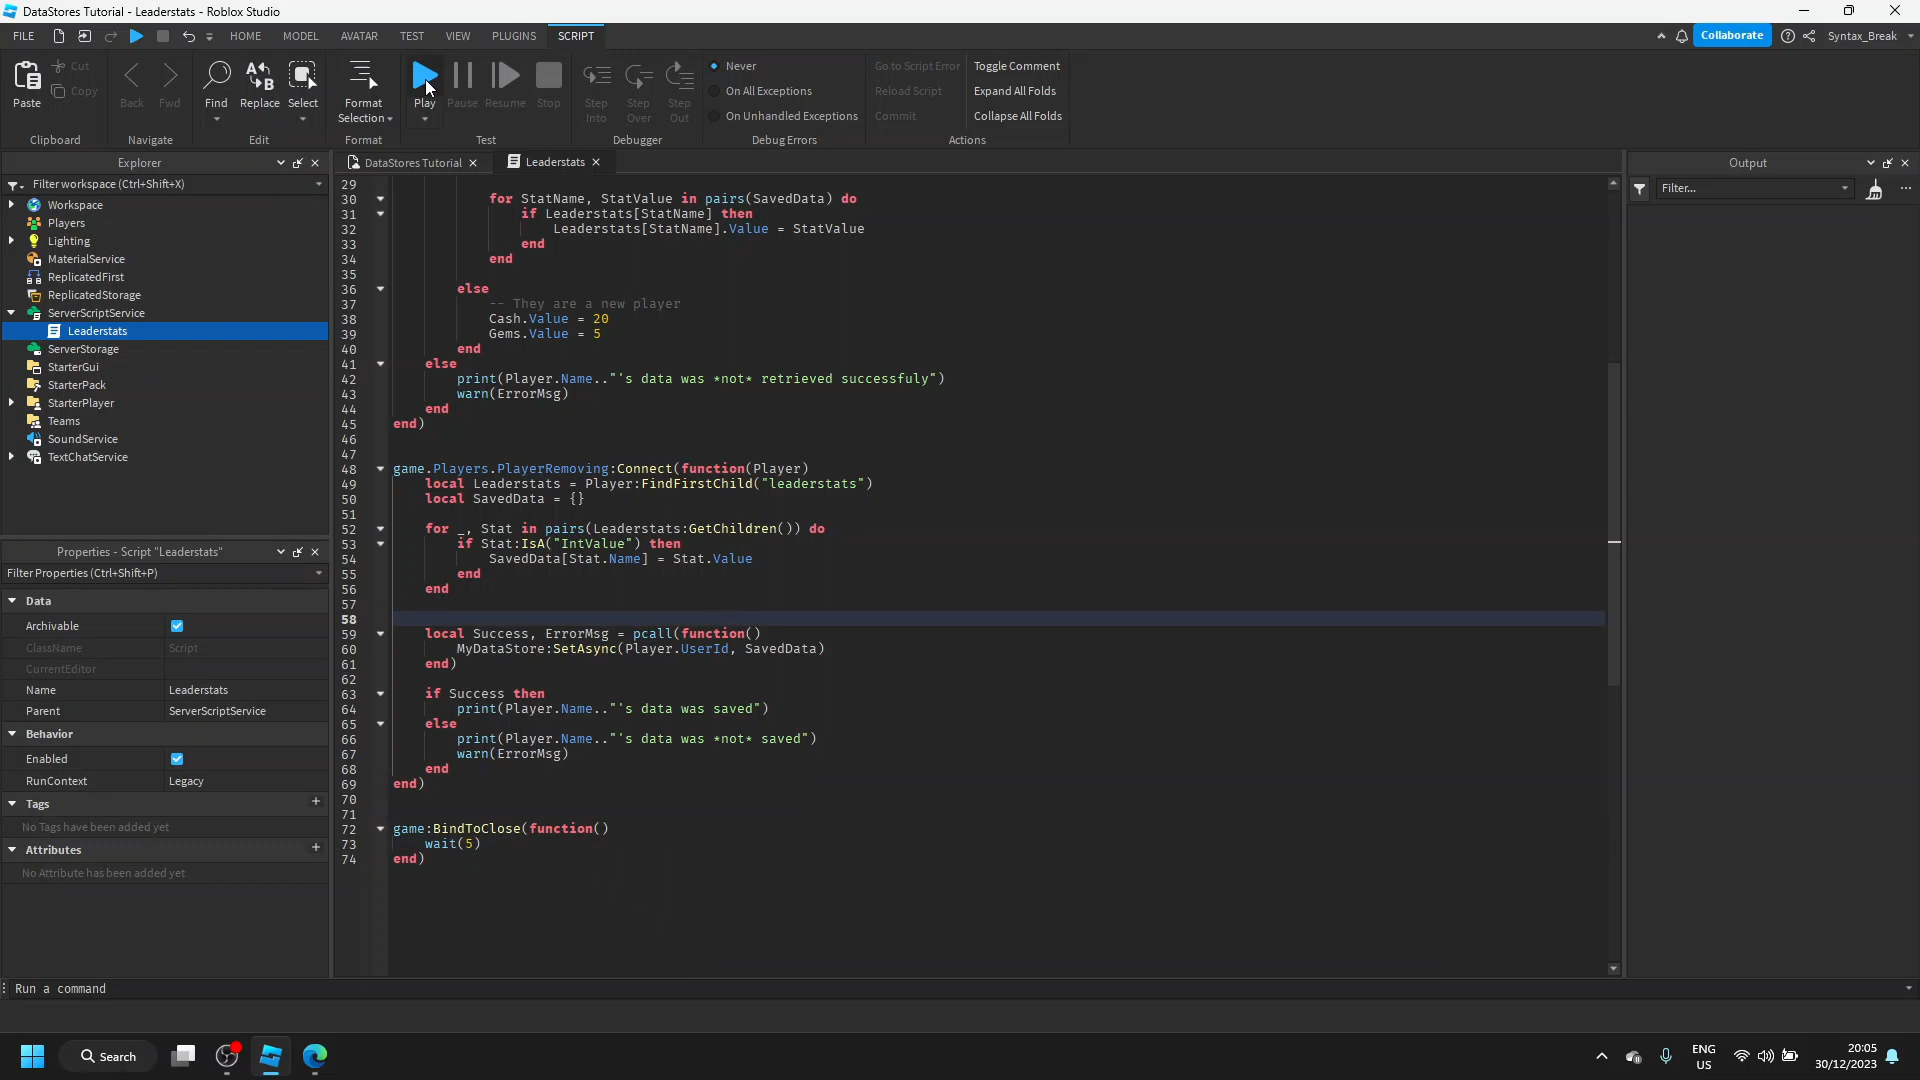 DataStores Tutorial - Leaderstats - Roblox Studio
FILE HOME MODEL AVATAR TEST VIEW PLUGINS SCRIPT Collaborate Syntax_Break
Paste Cut Copy Back Fwd Find Replace Select Format Selection Play Pause Resume Stop Step Into Step Over Step Out
Never
On All Exceptions
On Unhandled Exceptions
Go to Script Error
Reload Script
Commit
Toggle Comment
Expand All Folds
Collapse All Folds
Clipboard Navigate Edit Format Test Debugger Debug Errors Actions
Explorer
Filter workspace (Ctrl+Shift+X)
Workspace
Players
Lighting
MaterialService
ReplicatedFirst
ReplicatedStorage
ServerScriptService
Leaderstats
ServerStorage
StarterGui
StarterPack
StarterPlayer
Teams
SoundService
TextChatService
Properties - Script "Leaderstats"
Filter Properties (Ctrl+Shift+P)
Data
Archivable
ClassName Script
CurrentEditor
Name Leaderstats
Parent ServerScriptService
Behavior
Enabled
RunContext Legacy
Tags +
No Tags have been added yet
Attributes +
No Attribute has been added yet
DataStores Tutorial Leaderstats
29
30 for StatName, StatValue in pairs(SavedData) do
31 if Leaderstats[StatName] then
32 Leaderstats[StatName].Value = StatValue
33 end
34 end
35
36 else
37 -- They are a new player
38 Cash.Value = 20
39 Gems.Value = 5
40 end
41 else
42 print(Player.Name.."'s data was *not* retrieved successfuly")
43 warn(ErrorMsg)
44 end
45 end)
46
47
48 game.Players.PlayerRemoving:Connect(function(Player)
49 local Leaderstats = Player:FindFirstChild("leaderstats")
50 local SavedData = {}
51
52 for _, Stat in pairs(Leaderstats:GetChildren()) do
53 if Stat:IsA("IntValue") then
54 SavedData[Stat.Name] = Stat.Value
55 end
56 end
57
58
59 local Success, ErrorMsg = pcall(function()
60 MyDataStore:SetAsync(Player.UserId, SavedData)
61 end)
62
63 if Success then
64 print(Player.Name.."'s data was saved")
65 else
66 print(Player.Name.."'s data was *not* saved")
67 warn(ErrorMsg)
68 end
69 end)
70
71
72 game:BindToClose(function()
73 wait(5)
74 end)
Output
Filter...
Run a command
Search
ENG
US
20:05
30/12/2023